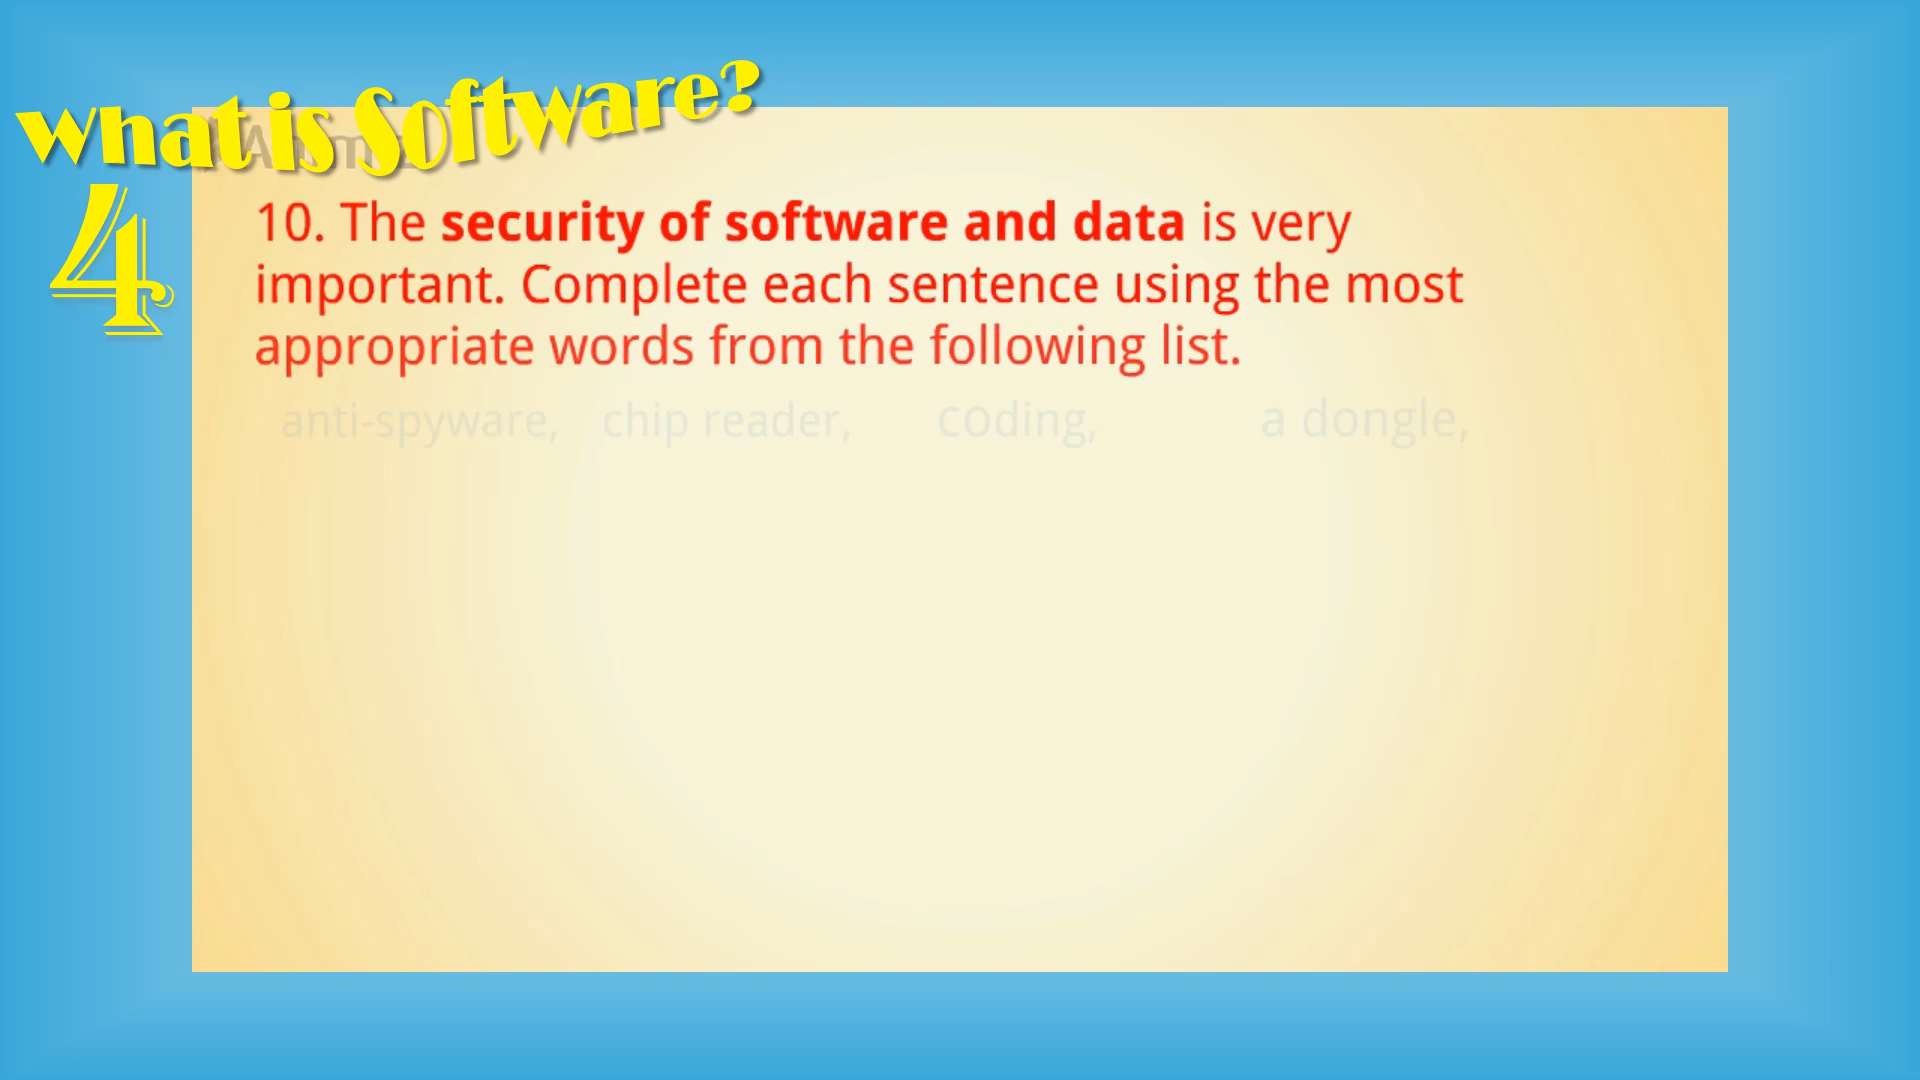 What is Software?
4
10. The security of software and data is very
important. Complete each sentence using the most
appropriate words from the following list.
anti-spyware, chip reader, coding, a dongle,